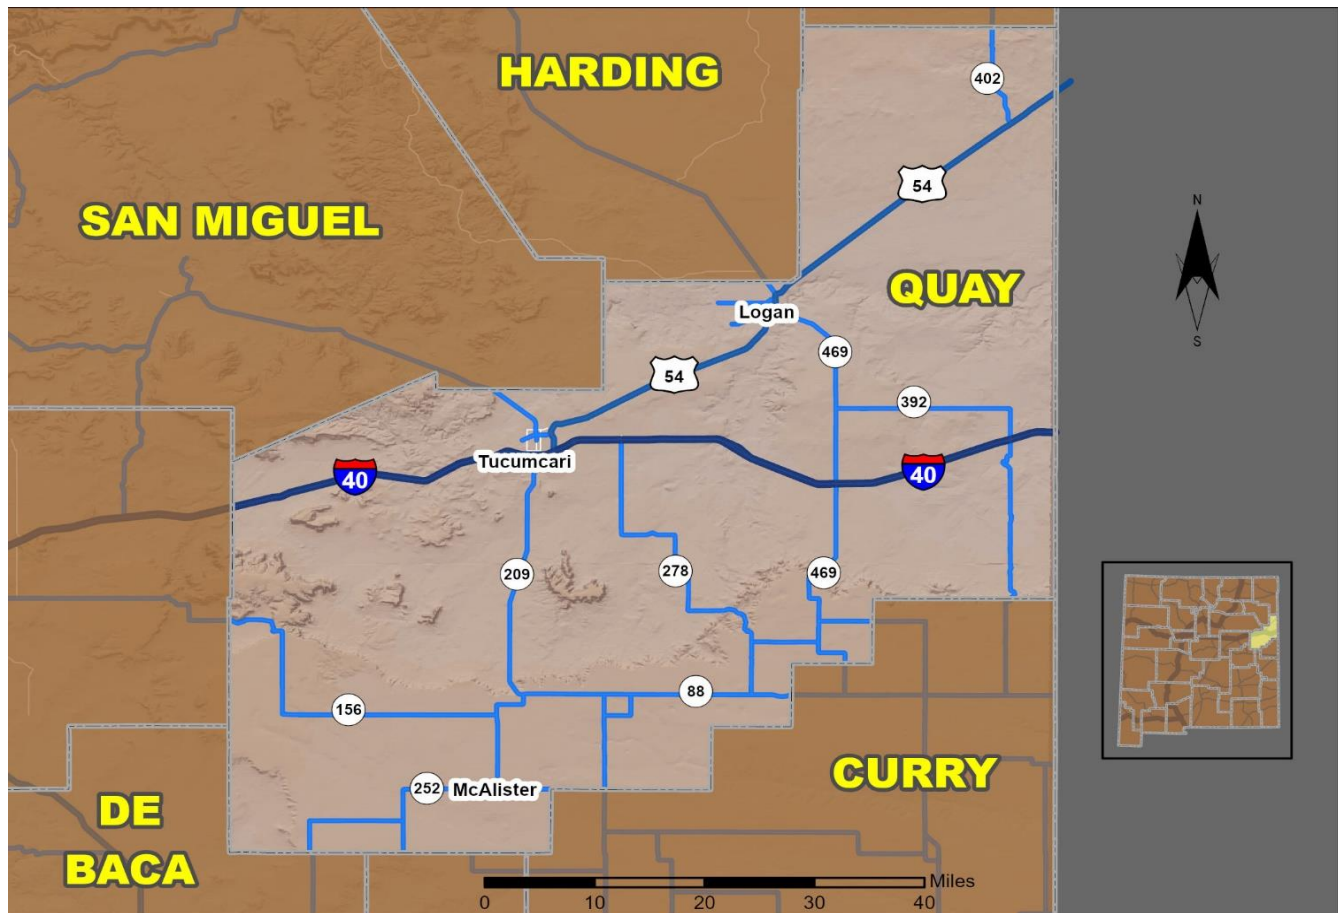 HARDING
402
54
SAN MIGUEL
N
QUAY
Logan
S
469
54
392
Tucumcari
40
40
209
278
469
88
156
CURRY
252
McAlister
DE
BACA
Miles
0 10 20 30 40